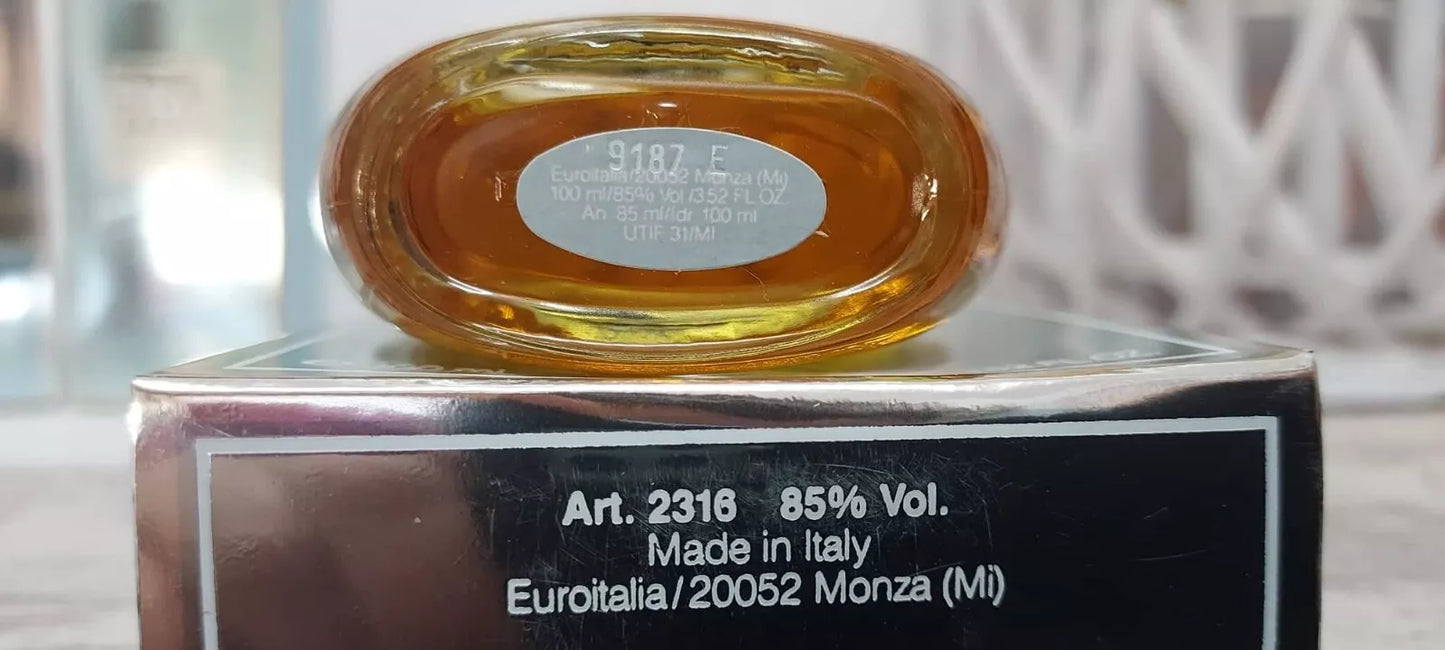 9187 E
Euroitalia/20052 Monza (Mi)
100 ml/85% Vol /3.52 FL OZ
An 85 ml/Idr 100 ml
UTIF 31/MI
Art. 2316 85% Vol.
Made in Italy
Euroitalia/20052 Monza (Mi)